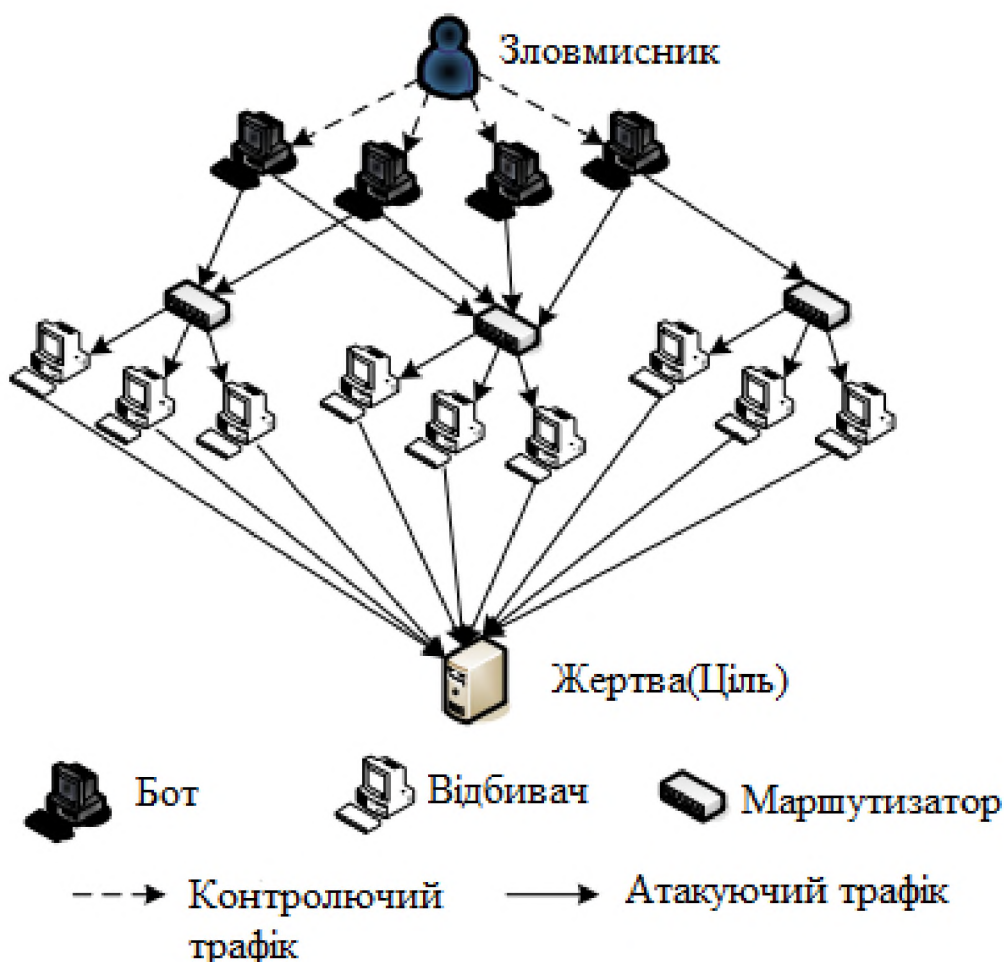 Зловмисник
Жертва(Ціль)
Бот
Відбивач
Маршутизатор
Контролючий
трафік
Атакуючий трафік